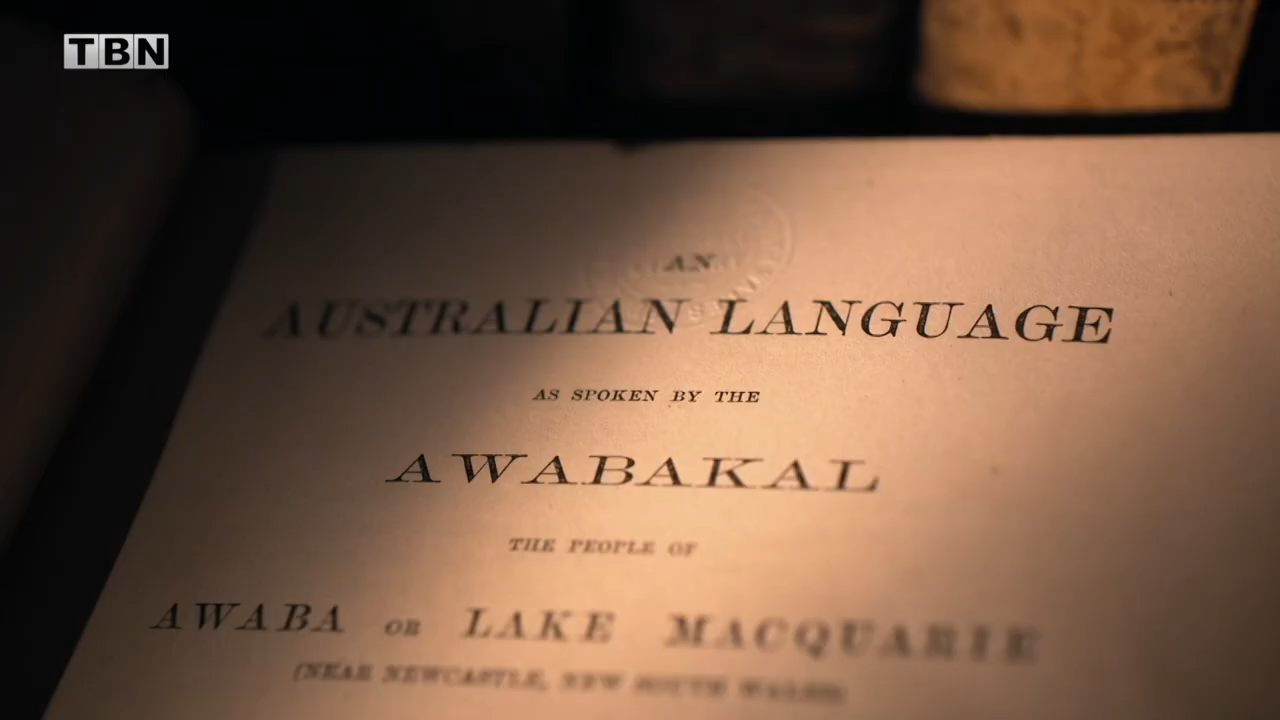 TBN
AN
AUSTRALIAN LANGUAGE
AS SPOKEN BY THE
AWABAKAL
THE PEOPLE OF
AWABA OR LAKE MACQUARIE
(NEAR NEWCASTLE, NEW SOUTH WALES)